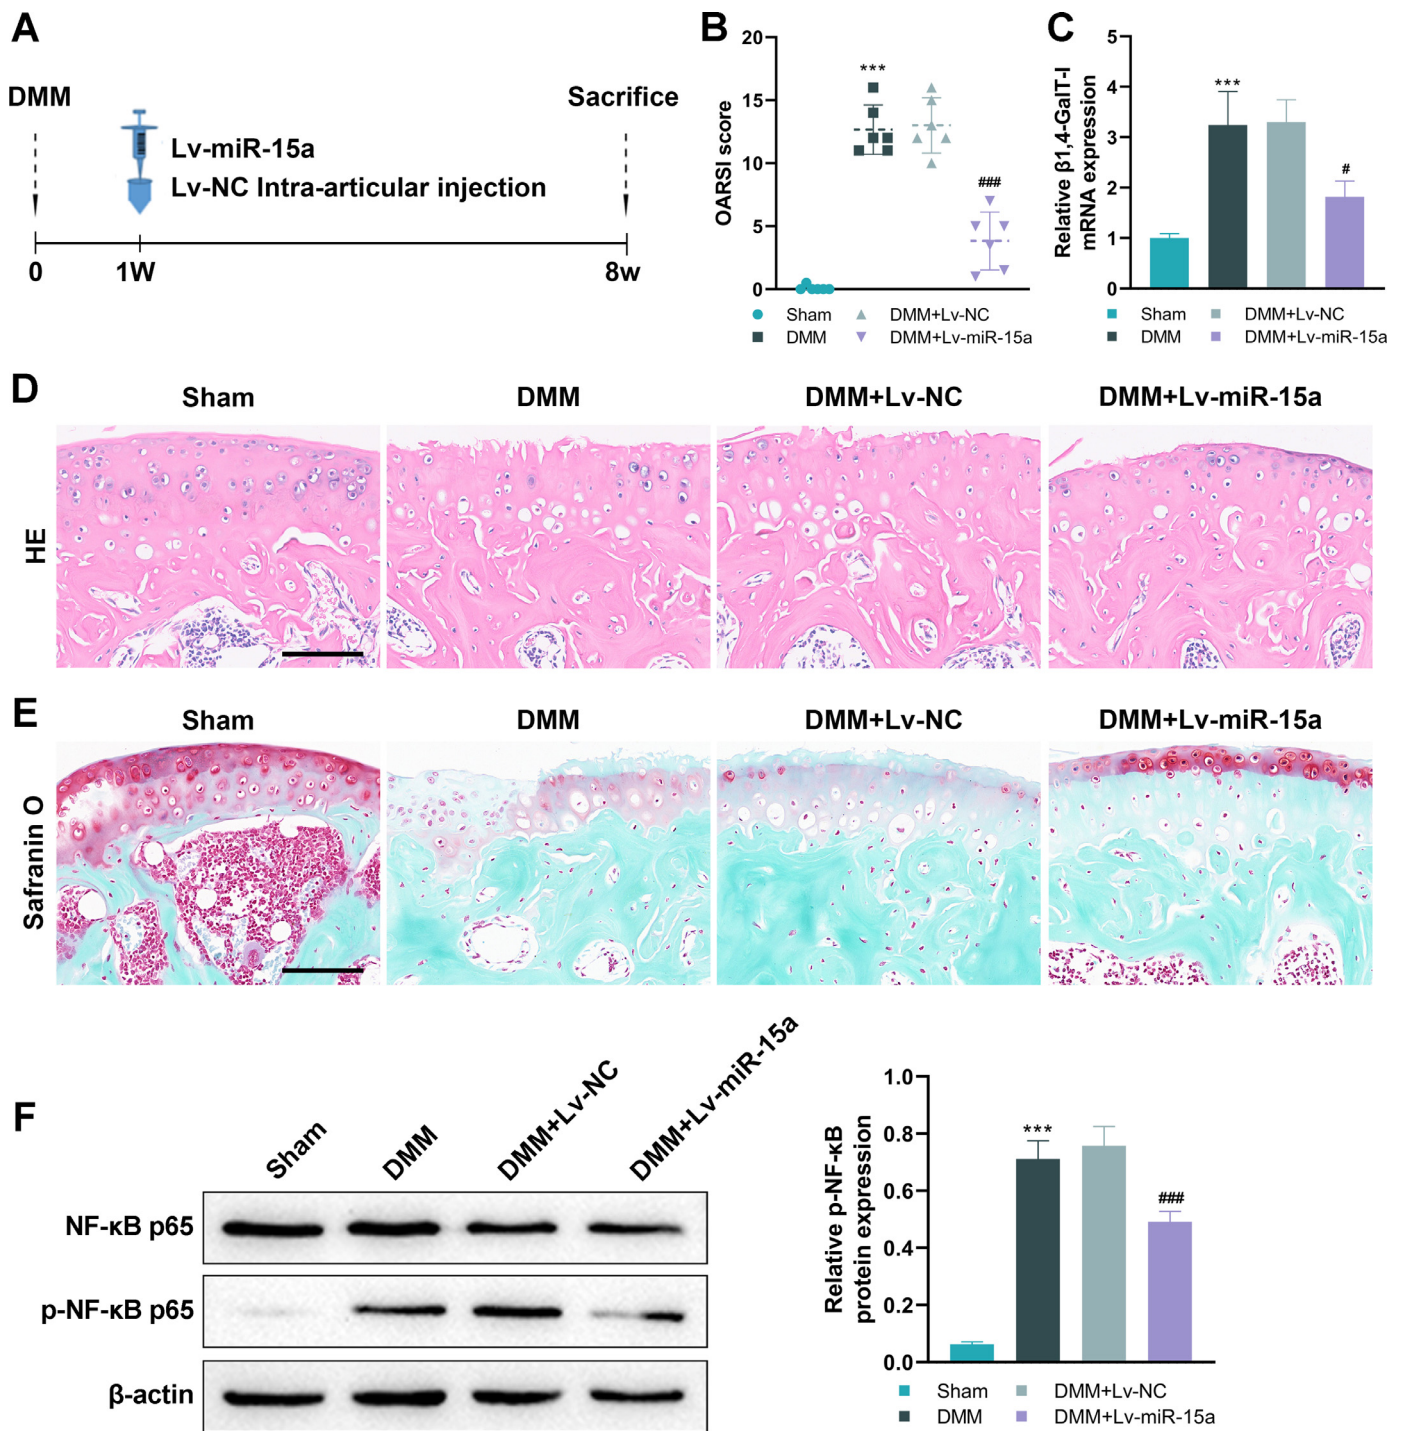 A
DMM
Sacrifice
Lv-miR-15a
Lv-NC Intra-articular injection
0
1W
8w
B
OARSI score
20
15
10
5
0
***
###
Sham
DMM+Lv-NC
DMM
DMM+Lv-miR-15a
C
Relative β1,4-GalT-I
mRNA expression
5
4
3
2
1
0
***
#
Sham
DMM+Lv-NC
DMM
DMM+Lv-miR-15a
D
Sham
DMM
DMM+Lv-NC
DMM+Lv-miR-15a
HE
E
Sham
DMM
DMM+Lv-NC
DMM+Lv-miR-15a
Safranin O
F
Sham
DMM
DMM+Lv-NC
DMM+Lv-miR-15a
NF-κB p65
p-NF-κB p65
β-actin
Relative p-NF-κB
protein expression
1.0
0.8
0.6
0.4
0.2
0.0
***
###
Sham
DMM+Lv-NC
DMM
DMM+Lv-miR-15a